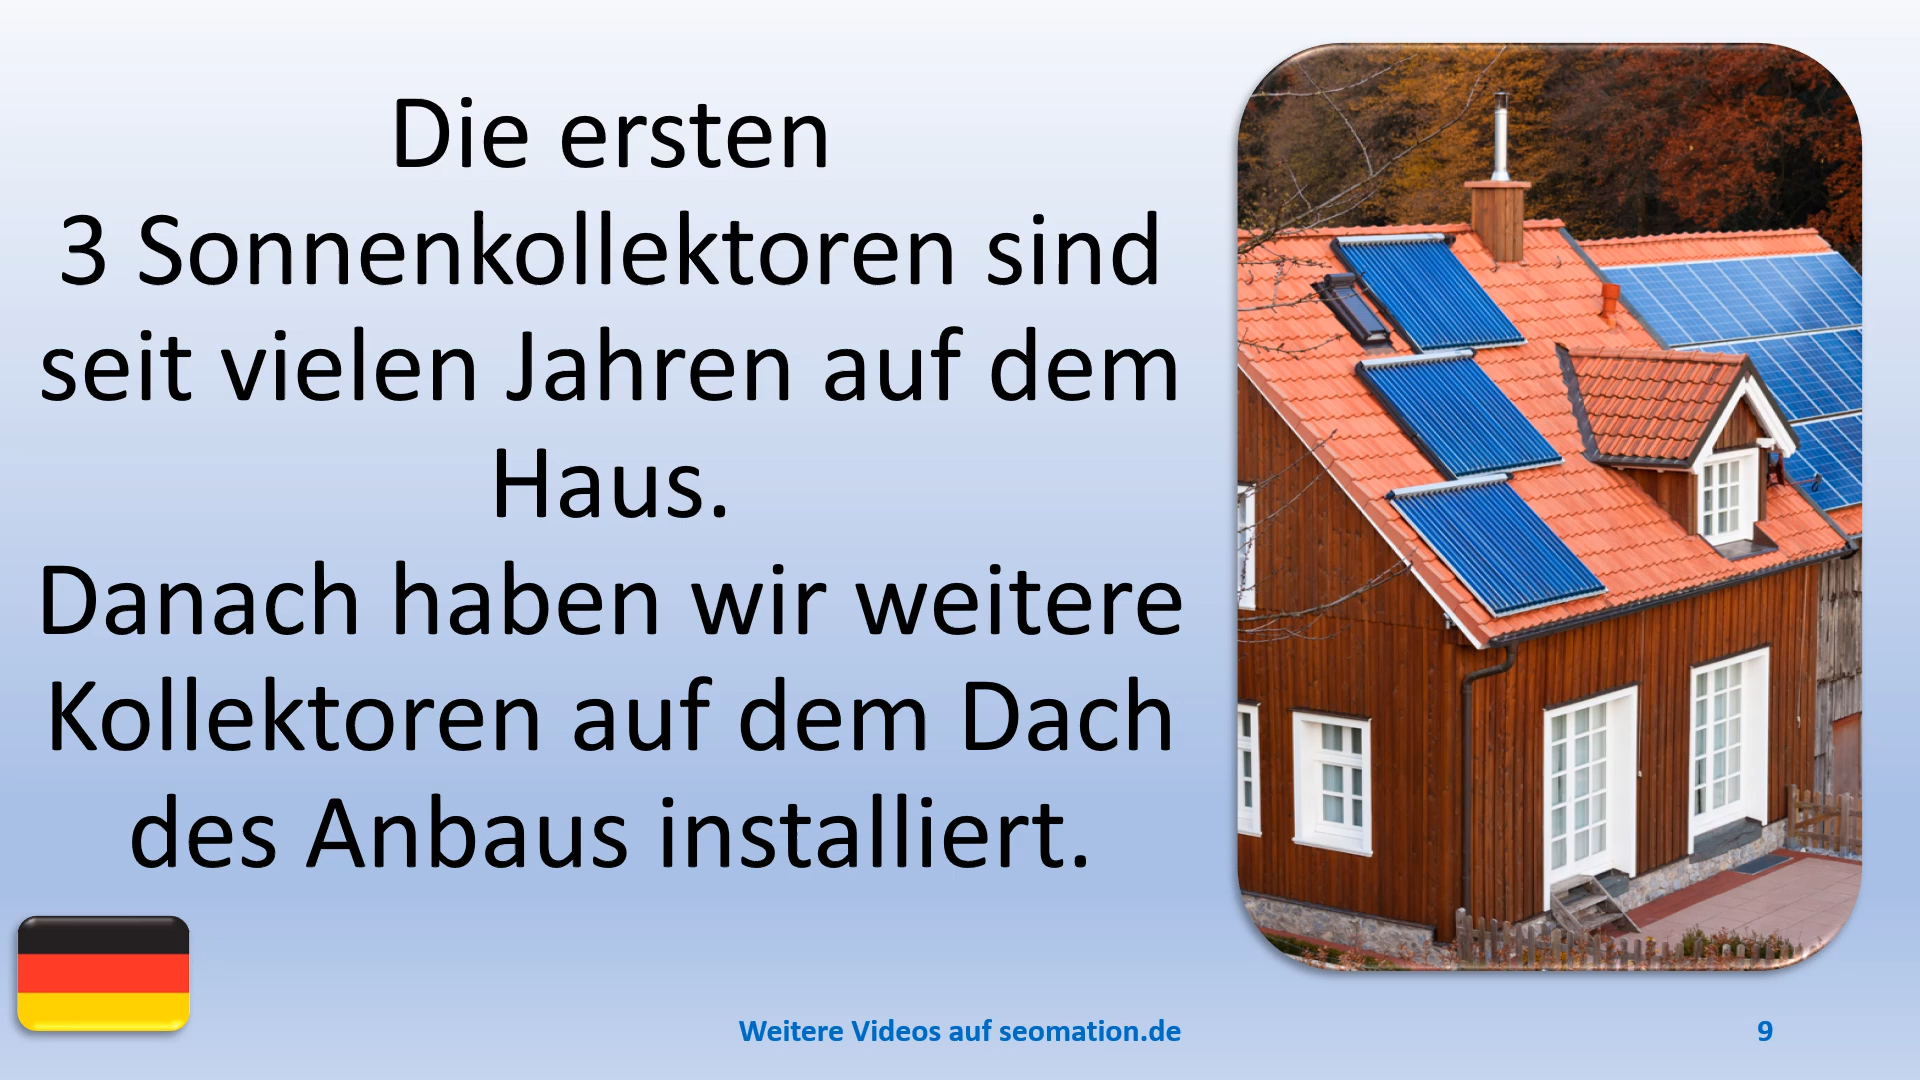 Die ersten
3 Sonnenkollektoren sind
seit vielen Jahren auf dem
Haus.
Danach haben wir weitere
Kollektoren auf dem Dach
des Anbaus installiert.
Weitere Videos auf seomation.de
9